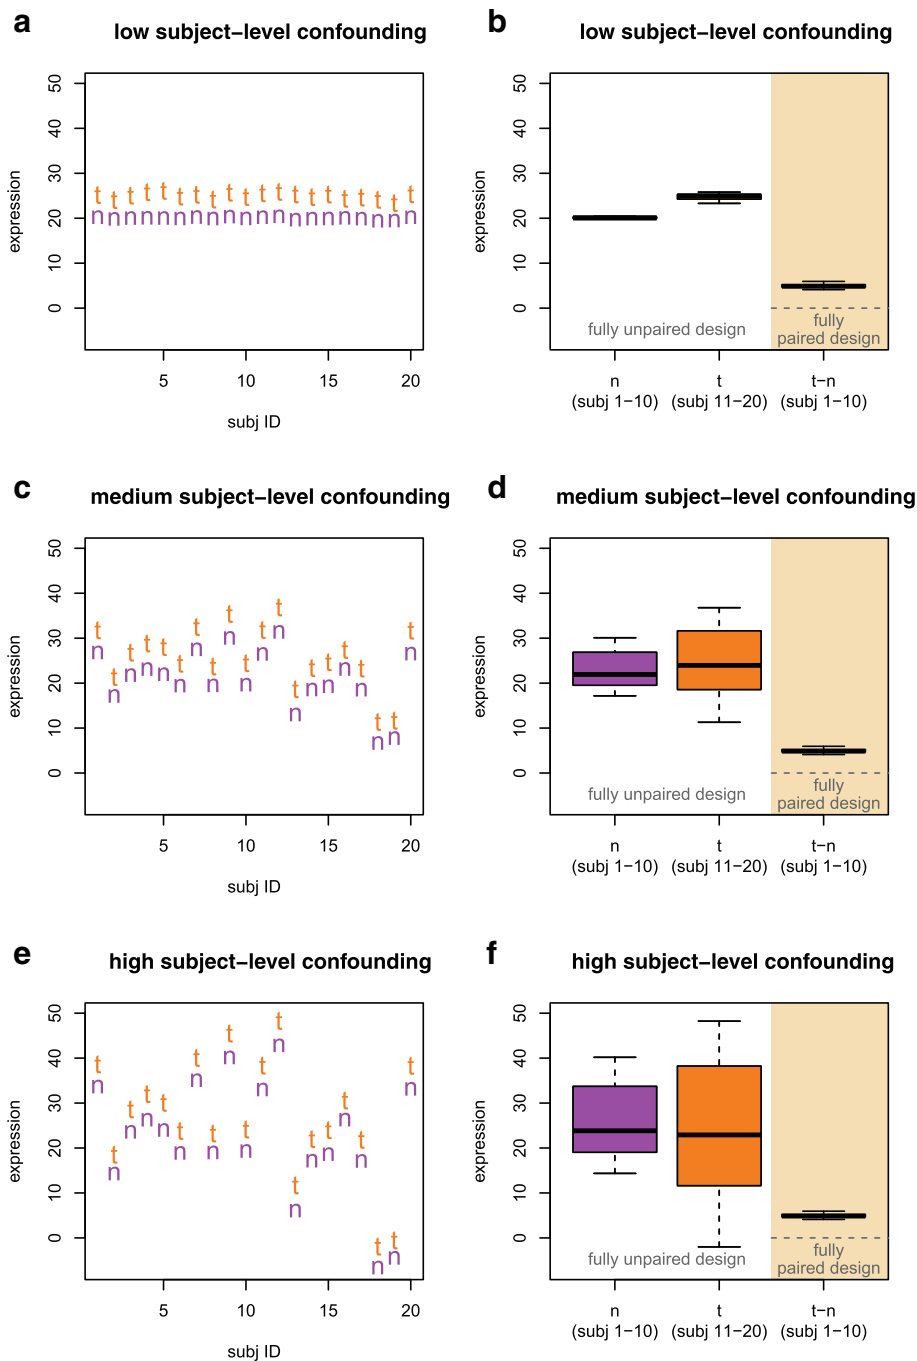 a
low subject−level confounding
expression
50
40
30
20
10
0
t t t t t t t t t t t t t t t t t t t t
n n n n n n n n n n n n n n n n n n n n
5 10 15 20
subj ID
b
low subject−level confounding
expression
50
40
30
20
10
0
fully unpaired design
fully
paired design
n t t−n
(subj 1−10) (subj 11−20) (subj 1−10)
c
medium subject−level confounding
expression
50
40
30
20
10
0
t t t t t t t t t t t t t t t t t t t t
n n n n n n n n n n n n n n n n n n n n
5 10 15 20
subj ID
d
medium subject−level confounding
expression
50
40
30
20
10
0
fully unpaired design
fully
paired design
n t t−n
(subj 1−10) (subj 11−20) (subj 1−10)
e
high subject−level confounding
expression
50
40
30
20
10
0
t t t t t t t t t t t t t t t t t t t t
n n n n n n n n n n n n n n n n n n n n
5 10 15 20
subj ID
f
high subject−level confounding
expression
50
40
30
20
10
0
fully unpaired design
fully
paired design
n t t−n
(subj 1−10) (subj 11−20) (subj 1−10)